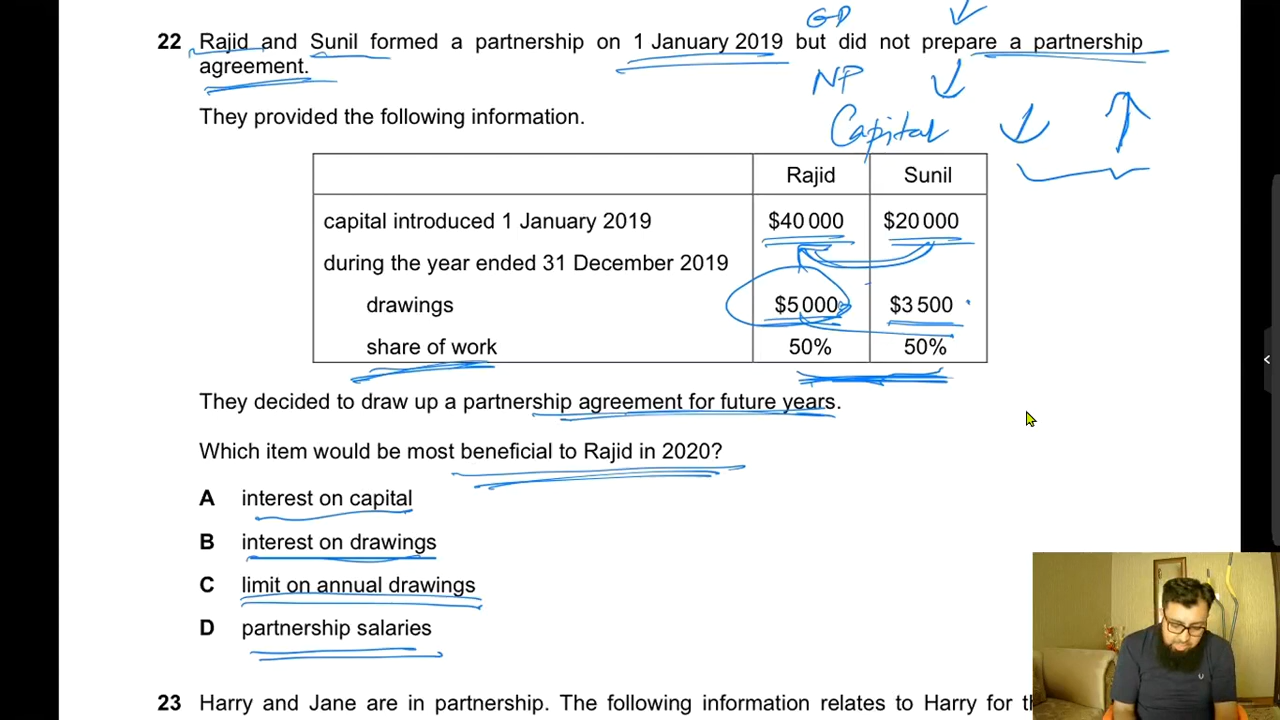 GP
22 Rajid and Sunil formed a partnership on 1 January 2019 but did not prepare a partnership
agreement.
NP
They provided the following information.
Capital
Rajid Sunil
capital introduced 1 January 2019 $40 000 $20 000
during the year ended 31 December 2019
drawings $5 000 $3 500
share of work 50% 50%
They decided to draw up a partnership agreement for future years.
Which item would be most beneficial to Rajid in 2020?
A interest on capital
B interest on drawings
C limit on annual drawings
D partnership salaries
23 Harry and Jane are in partnership. The following information relates to Harry for